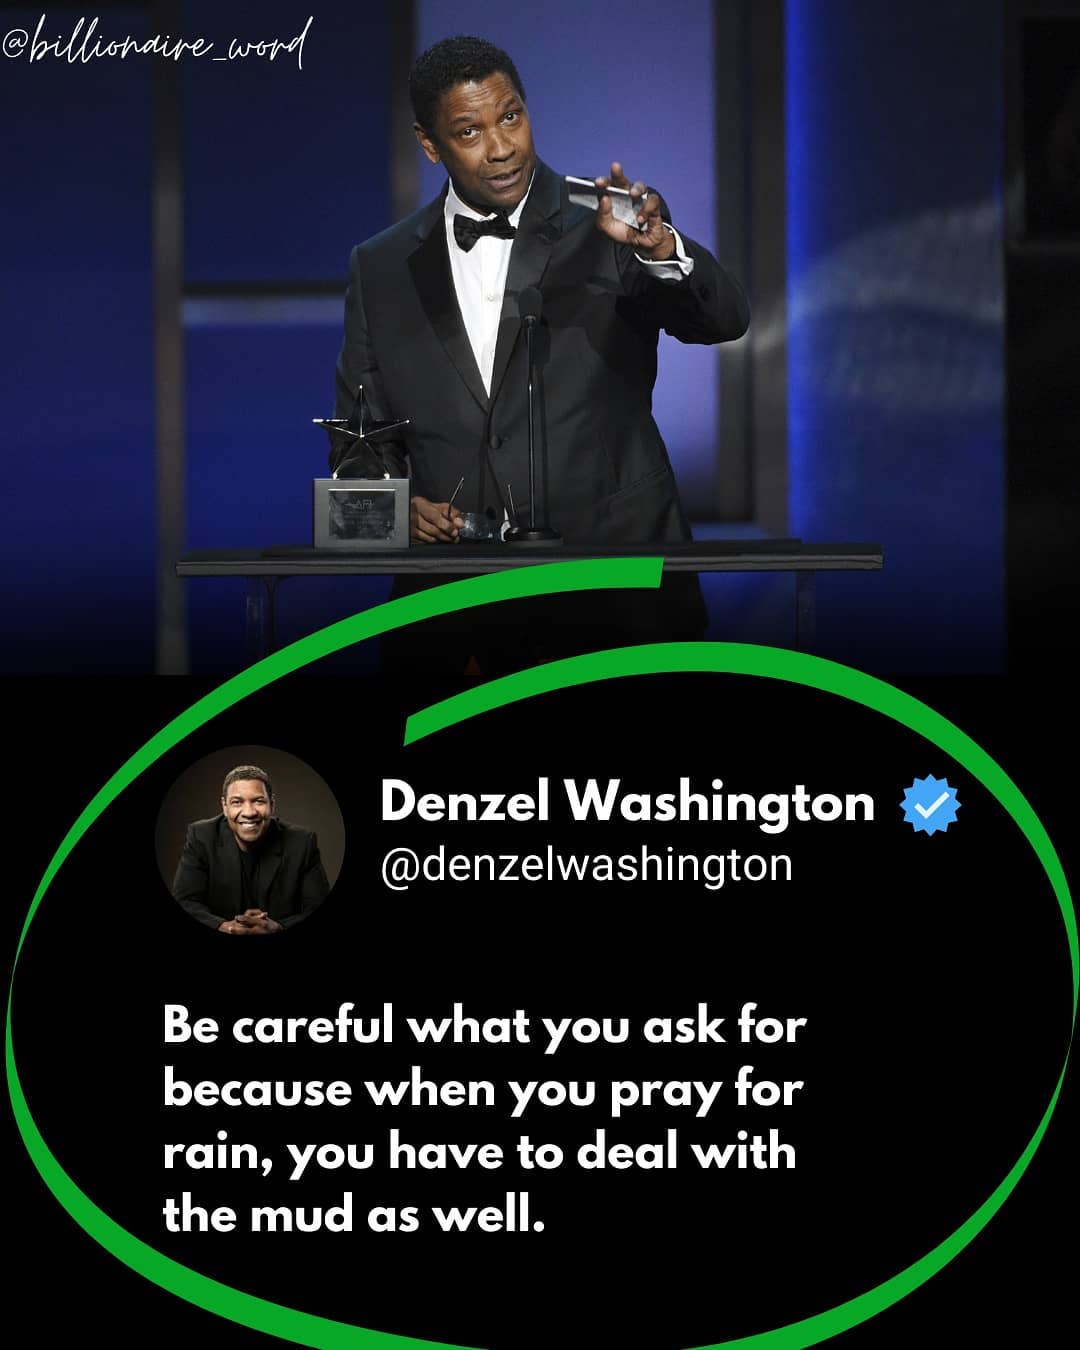 @billionaire_word
AFI
Denzel Washington
@denzelwashington
Be careful what you ask for
because when you pray for
rain, you have to deal with
the mud as well.